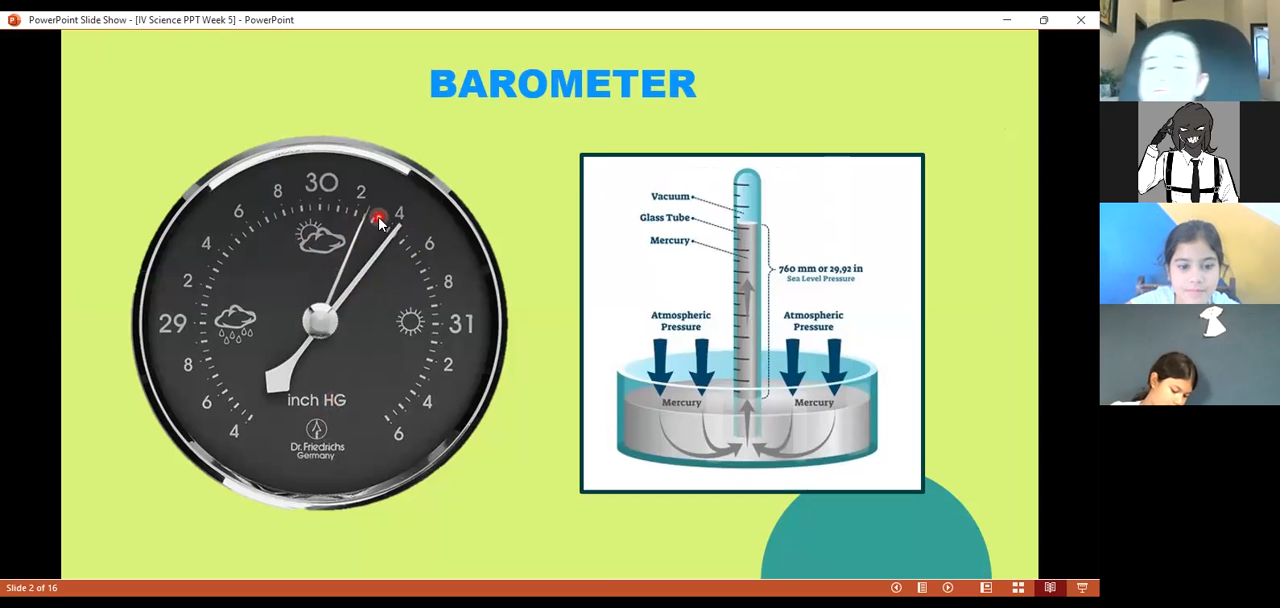 PowerPoint Slide Show - [IV Science PPT Week 5] - PowerPoint
BAROMETER
30
8
2
6
4
4
6
2
8
29
31
8
2
6
4
4
6
inch HG
Dr.Friedrichs
Germany
Vacuum
Glass Tube
Mercury
760 mm or 29,92 in
Sea Level Pressure
Atmospheric
Pressure
Atmospheric
Pressure
Mercury
Mercury
Slide 2 of 16